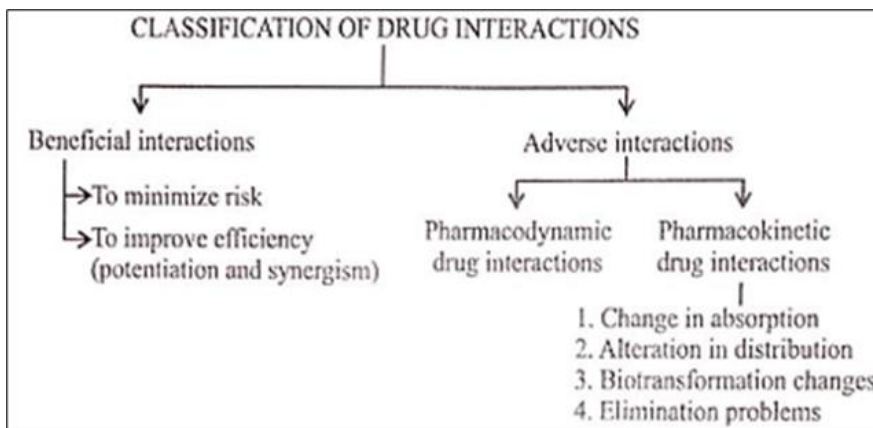 CLASSIFICATION OF DRUG INTERACTIONS
Beneficial interactions
To minimize risk
To improve efficiency
(potentiation and synergism)
Adverse interactions
Pharmacodynamic
drug interactions
Pharmacokinetic
drug interactions
1. Change in absorption
2. Alteration in distribution
3. Biotransformation changes
4. Elimination problems